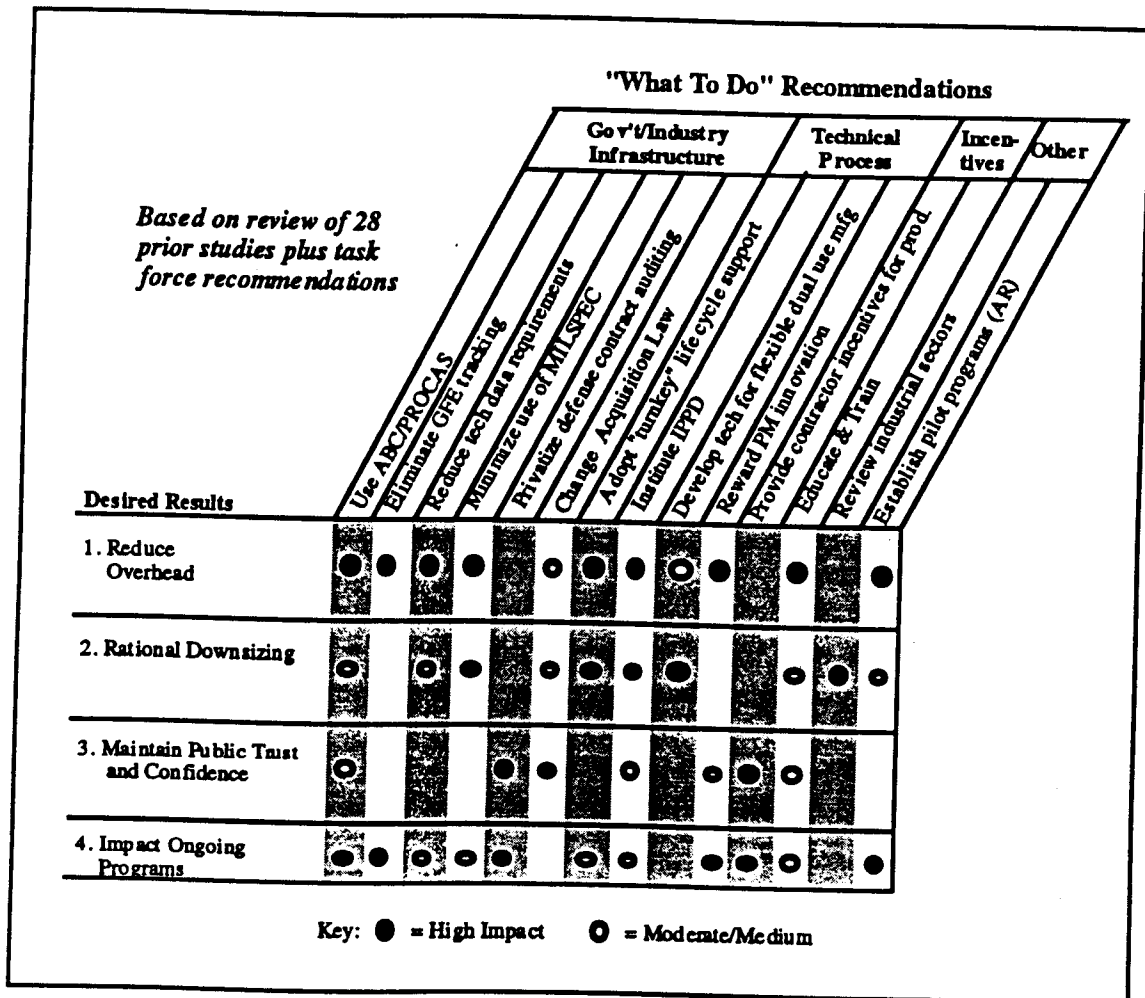 "What To Do" Recommendations
Gov't/Industry
Infrastructure
Technical
Process
Incen-
tives
Other
Based on review of 28
prior studies plus task
force recommendations
Use ABC/PROCAS
Eliminate GFE tracking
Reduce tech data requirements
Minimize use of MILSPEC
Privatize defense contract auditing
Change Acquisition Law
Adopt "turnkey" lifecycle support
Institute IPPD
Develop tech for flexible dual use mfg
Reward PM innovation
Provide contractor incentives for prod.
Educate & Train
Review industrial sectors
Establish pilot programs (AR)
Desired Results
1. Reduce
Overhead
2. Rational Downsizing
3. Maintain Public Trust
and Confidence
4. Impact Ongoing
Programs
Key: ● = High Impact O = Moderate/Medium